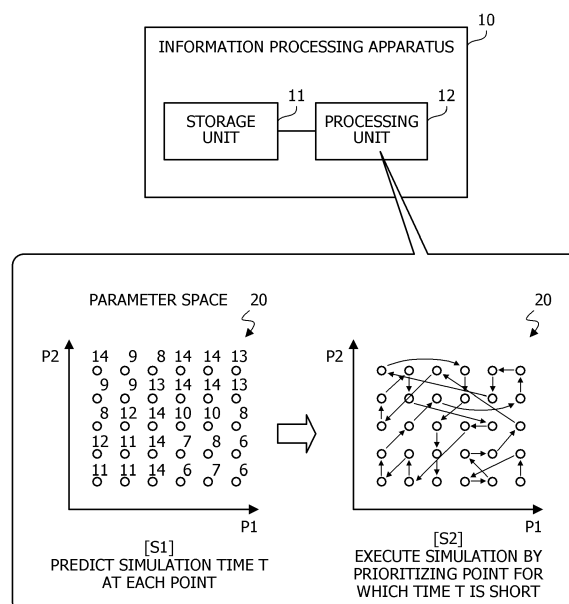 10
INFORMATION PROCESSING APPARATUS
11
12
STORAGE
UNIT
PROCESSING
UNIT
PARAMETER SPACE
20
P2
14 9 8 14 14 13
9 9 13 14 14 13
8 12 14 10 10 8
12 11 14 7 8 6
11 11 14 6 7 6
P1
[S1]
PREDICT SIMULATION TIME T
AT EACH POINT
20
P2
P1
[S2]
EXECUTE SIMULATION BY
PRIORITIZING POINT FOR
WHICH TIME T IS SHORT